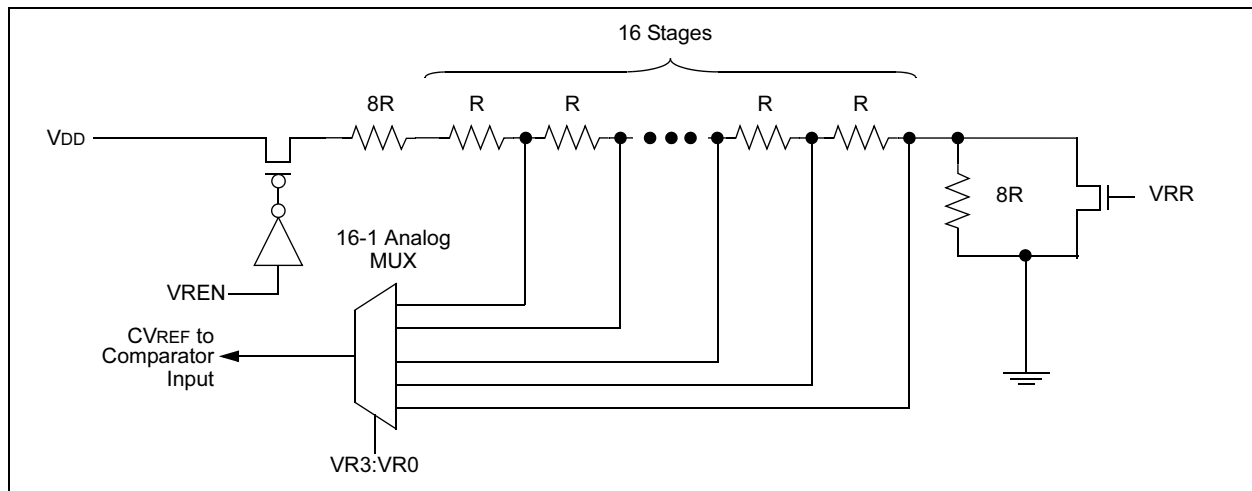 16 Stages
8R
R
R
R
R
VDD
8R
VRR
16-1 Analog
MUX
VREN
CVREF to
Comparator
Input
VR3:VR0